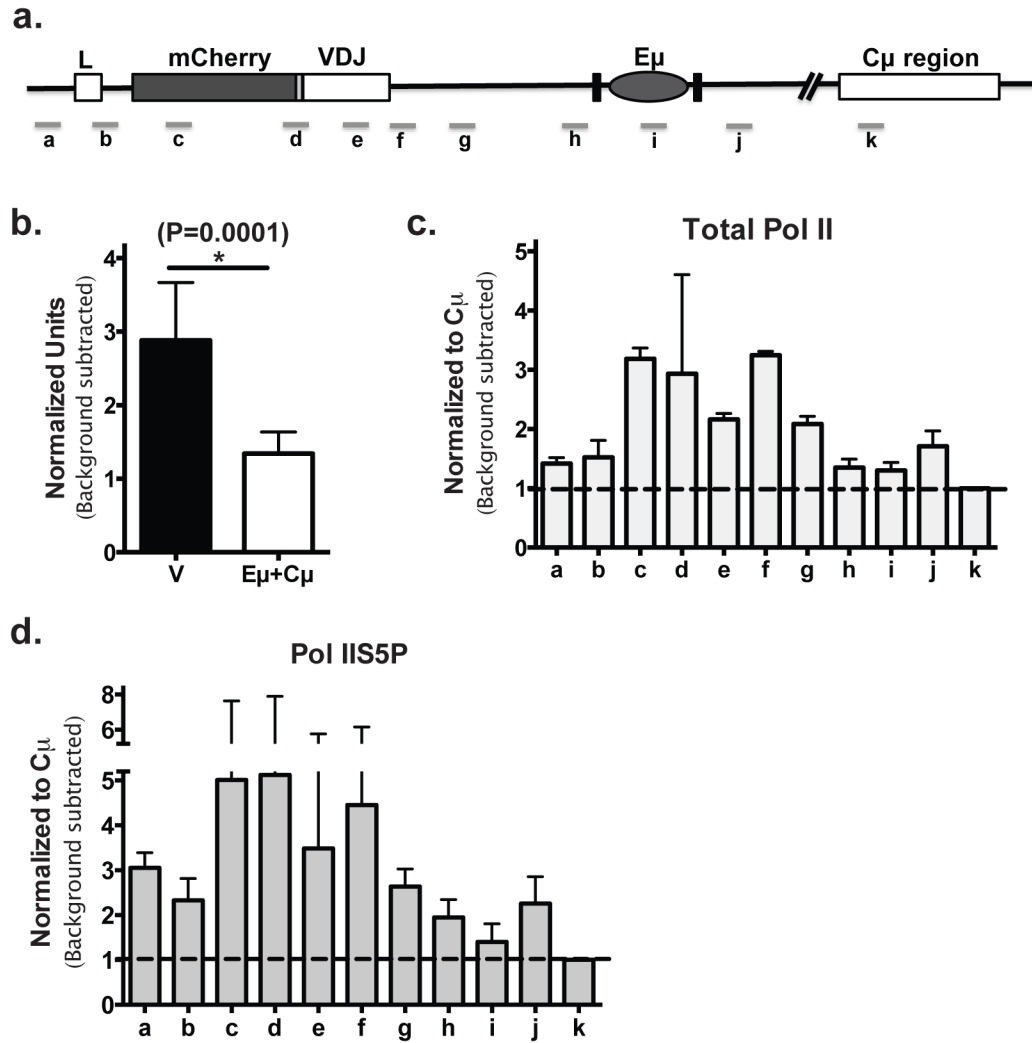 a.
L mCherry VDJ Eμ Cμ region
a b c d e f g h i j k
b.
(P=0.0001)
*
Normalized Units
(Background subtracted)
4
3
2
1
0
V Eμ+Cμ
c.
Total Pol II
Normalized to Cμ
(Background subtracted)
5
4
3
2
1
0
a b c d e f g h i j k
d.
Pol IIS5P
Normalized to Cμ
(Background subtracted)
8
6
5
4
3
2
1
0
a b c d e f g h i j k